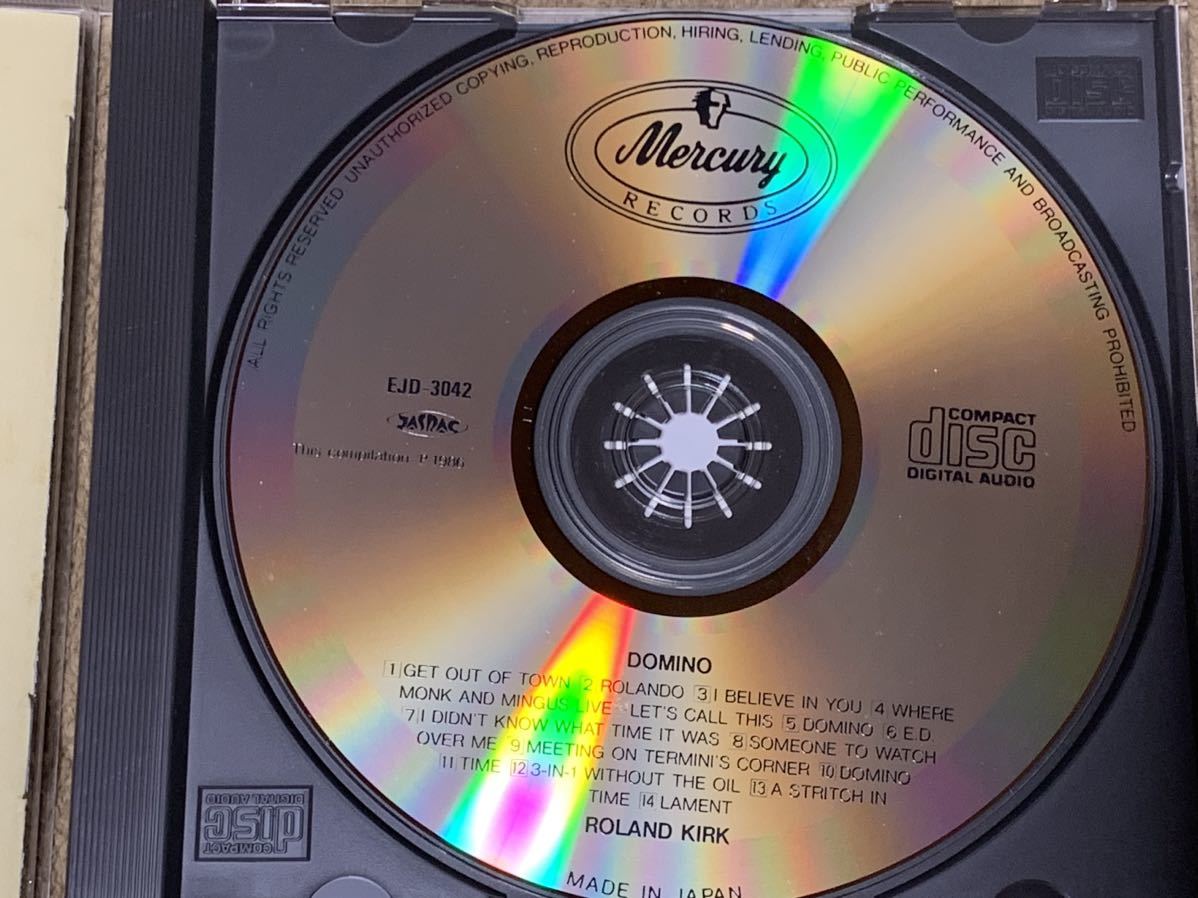 ALL RIGHTS RESERVED UNAUTHORIZED COPYING, REPRODUCTION, HIRING, LENDING, PUBLIC PERFORMANCE AND BROADCASTING PROHIBITED
Mercury
RECORDS
EJD-3042
JASRAC
This compilation P 1986
COMPACT
disc
DIGITAL AUDIO
DOMINO
1 GET OUT OF TOWN 2 ROLANDO 3 I BELIEVE IN YOU 4 WHERE
MONK AND MINGUS LIVE - LET'S CALL THIS 5 DOMINO 6 E.D.
7 I DIDN'T KNOW WHAT TIME IT WAS 8 SOMEONE TO WATCH
OVER ME 9 MEETING ON TERMINI'S CORNER 10 DOMINO
11 TIME 12 3-IN-1 WITHOUT THE OIL 13 A STRITCH IN
TIME 14 LAMENT
ROLAND KIRK
MADE IN JAPAN
COMPACT
disc
DIGITAL AUDIO